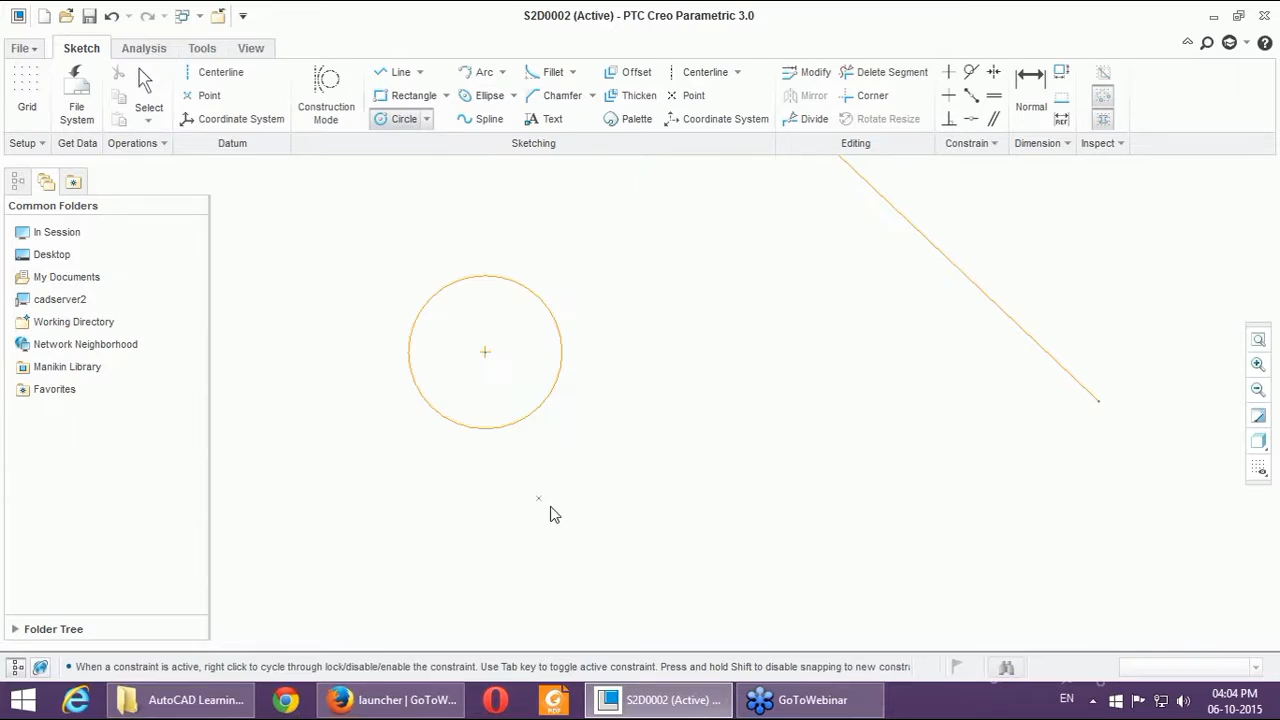 S2D0002 (Active) - PTC Creo Parametric 3.0
File Sketch Analysis Tools View
Grid
File System
Select
Centerline
Point
Coordinate System
Construction Mode
Line Arc Fillet Offset Centerline
Rectangle Ellipse Chamfer Thicken Point
Circle Spline Text Palette Coordinate System
Modify Delete Segment
Mirror Corner
Divide Rotate Resize
Normal
REF
Setup Get Data Operations Datum Sketching Editing Constrain Dimension Inspect
Common Folders
In Session
Desktop
My Documents
cadserver2
Working Directory
Network Neighborhood
Manikin Library
Favorites
Folder Tree
• When a constraint is active, right click to cycle through lock/disable/enable the constraint. Use Tab key to toggle active constraint. Press and hold Shift to disable snapping to new constr
AutoCAD Learnin...
launcher | GoToW...
PDF
S2D0002 (Active) ...
GoToWebinar
EN
04:04 PM
06-10-2015